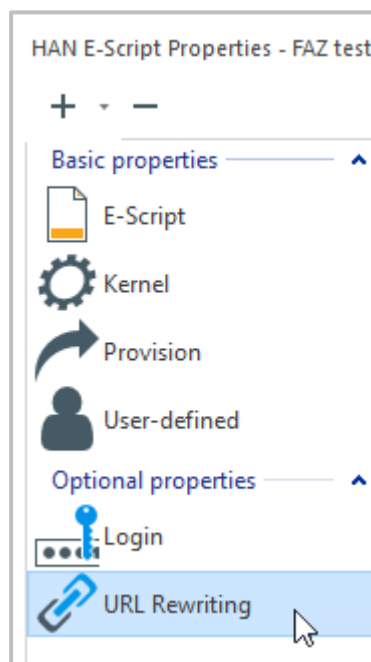 HAN E-Script Properties - FAZ test
Basic properties
E-Script
Kernel
Provision
User-defined
Optional properties
Login
URL Rewriting